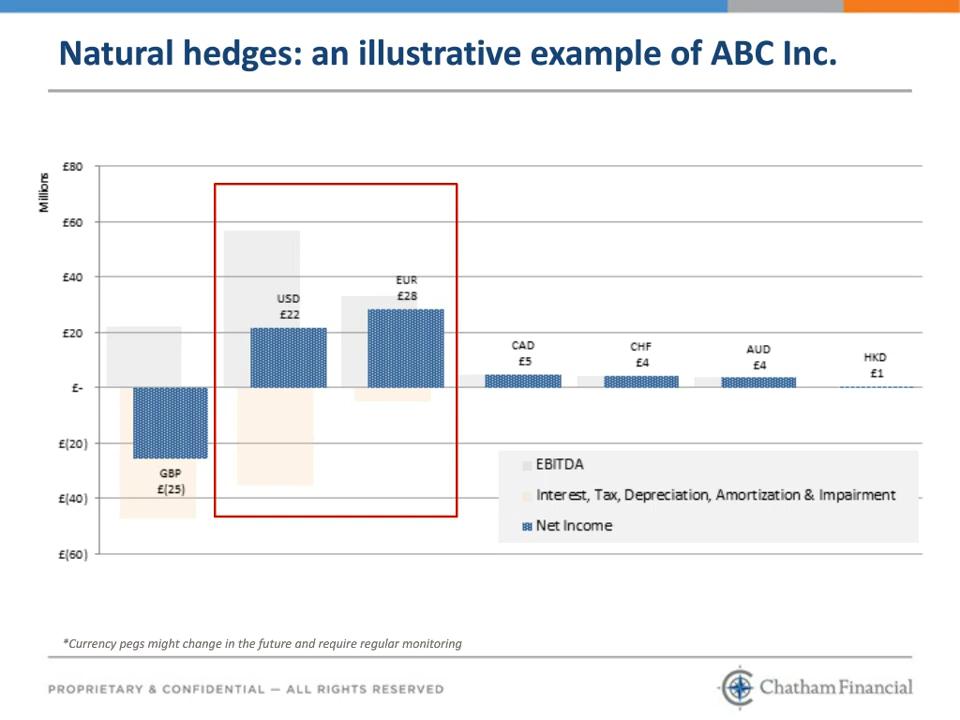 Natural hedges: an illustrative example of ABC Inc.
Millions
£80
£60
£40
£20
£-
£(20)
£(40)
£(60)
GBP
£(25)
USD
£22
EUR
£28
CAD
£5
CHF
£4
AUD
£4
HKD
£1
EBITDA
Interest, Tax, Depreciation, Amortization & Impairment
Net Income
*Currency pegs might change in the future and require regular monitoring
PROPRIETARY & CONFIDENTIAL — ALL RIGHTS RESERVED
Chatham Financial